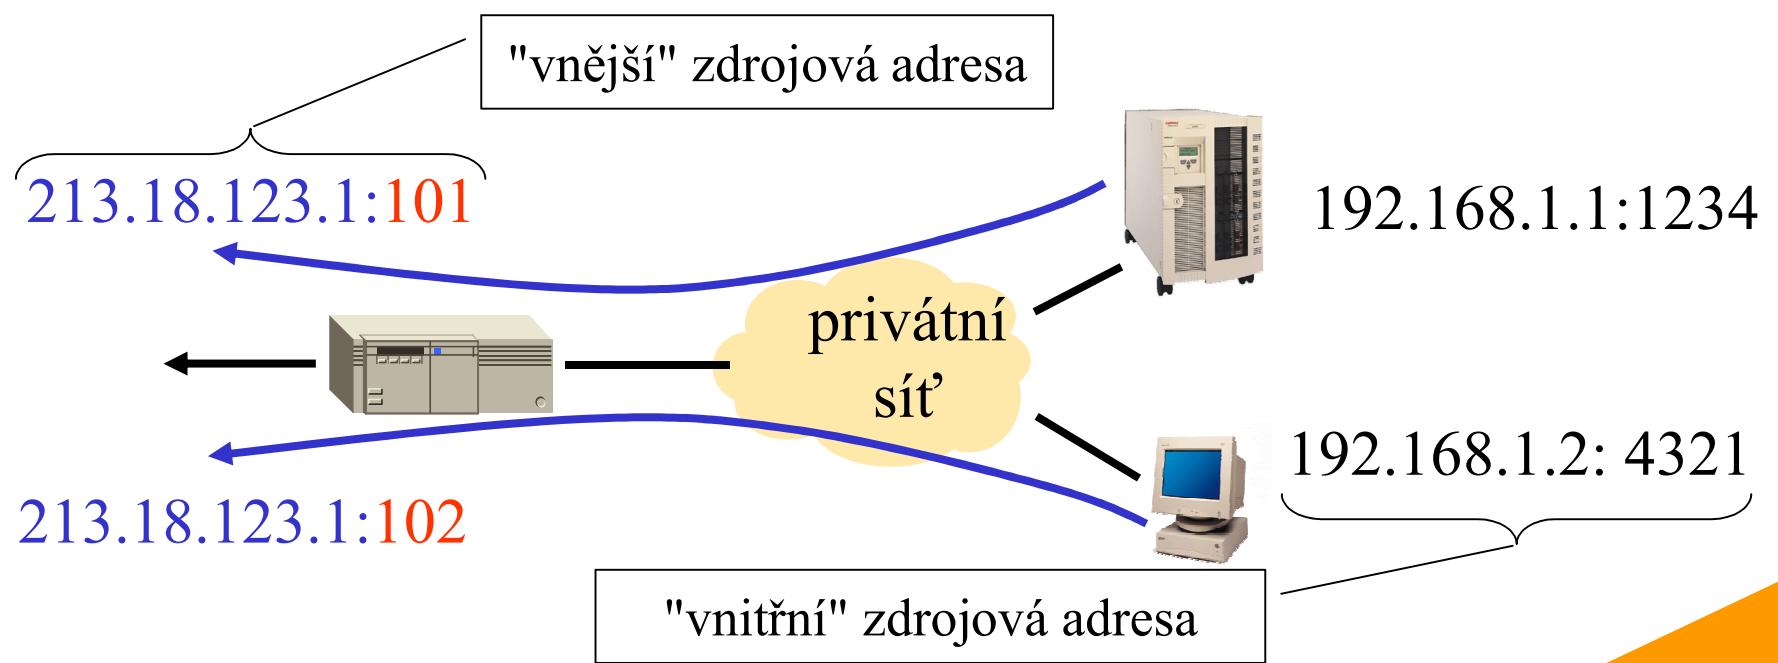 "vnější" zdrojová adresa
213.18.123.1:101
192.168.1.1:1234
privátní
síť
192.168.1.2: 4321
213.18.123.1:102
"vnitřní" zdrojová adresa